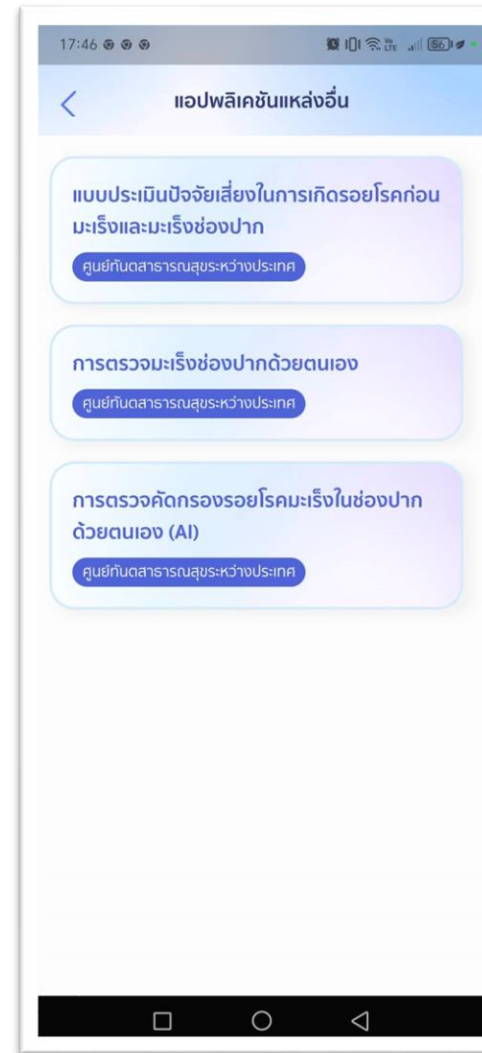 17:46
Vo
LTE
56
แอปพลิเคชันแหล่งอื่น
แบบประเมินปัจจัยเสี่ยงในการเกิดรอยโรคก่อน
มะเร็งและมะเร็งช่องปาก
ศูนย์ทันตสาธารณสุขระหว่างประเทศ
การตรวจมะเร็งช่องปากด้วยตนเอง
ศูนย์ทันตสาธารณสุขระหว่างประเทศ
การตรวจคัดกรองรอยโรคมะเร็งในช่องปาก
ด้วยตนเอง (AI)
ศูนย์ทันตสาธารณสุขระหว่างประเทศ